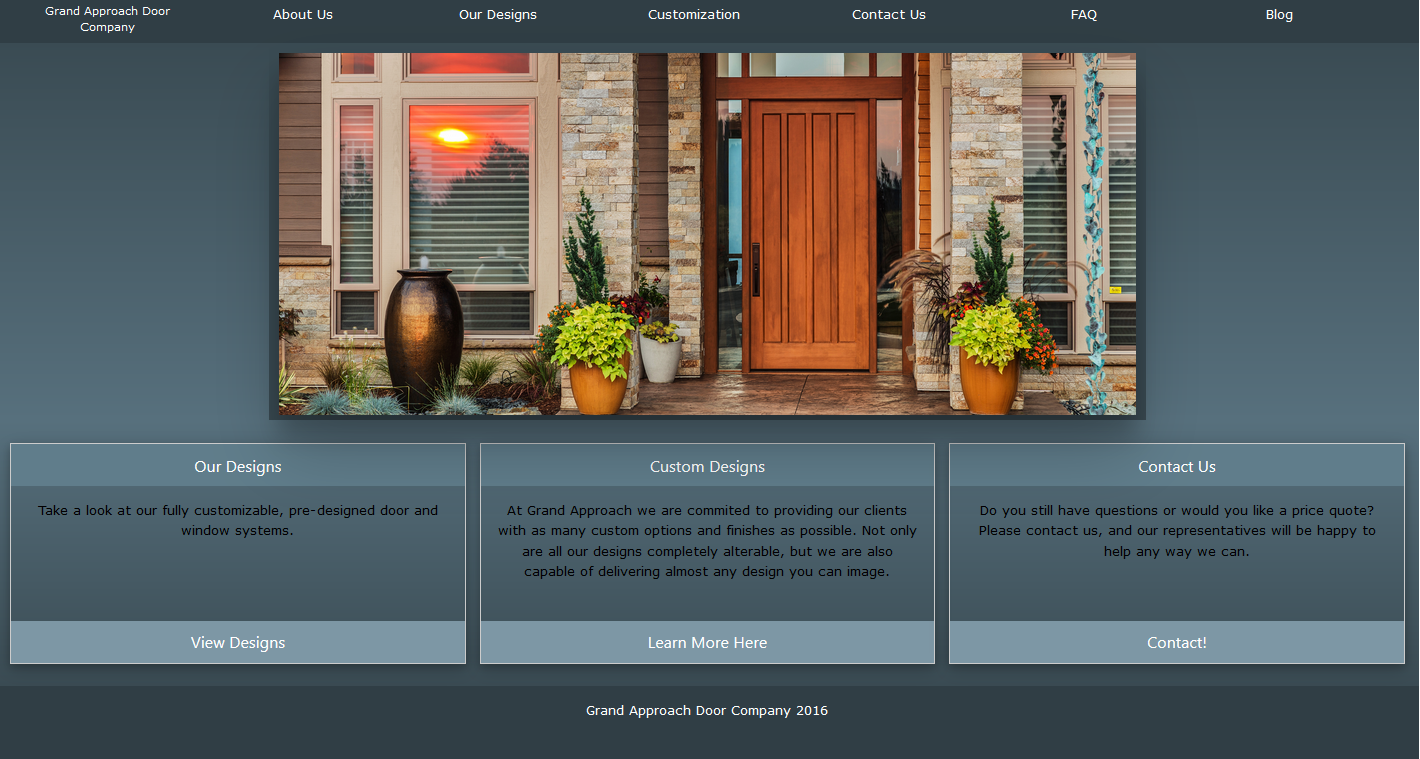 Grand Approach Door
Company
About Us
Our Designs
Customization
Contact Us
FAQ
Blog
Our Designs
Take a look at our fully customizable, pre-designed door and
window systems.
View Designs
Custom Designs
At Grand Approach we are commited to providing our clients
with as many custom options and finishes as possible. Not only
are all our designs completely alterable, but we are also
capable of delivering almost any design you can image.
Learn More Here
Contact Us
Do you still have questions or would you like a price quote?
Please contact us, and our representatives will be happy to
help any way we can.
Contact!
Grand Approach Door Company 2016